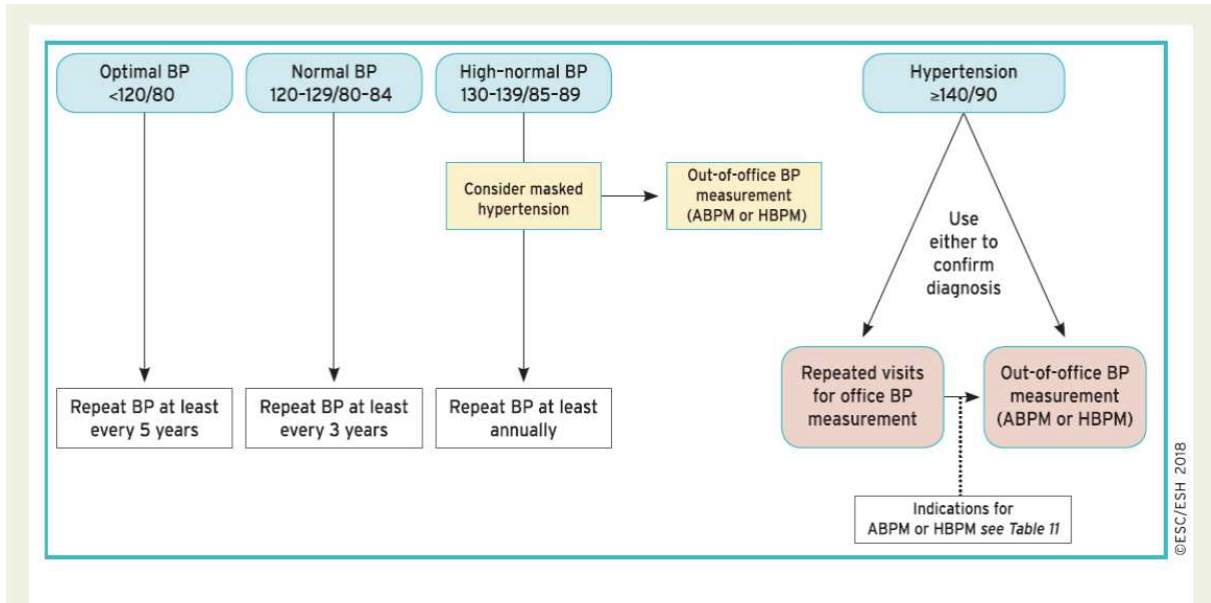 Optimal BP
<120/80
Normal BP
120–129/80–84
High–normal BP
130–139/85–89
Hypertension
≥140/90
Consider masked
hypertension
Out-of-office BP
measurement
(ABPM or HBPM)
Use
either to
confirm
diagnosis
Repeat BP at least
every 5 years
Repeat BP at least
every 3 years
Repeat BP at least
annually
Repeated visits
for office BP
measurement
Out-of-office BP
measurement
(ABPM or HBPM)
Indications for
ABPM or HBPM see Table 11
©ESC/ESH 2018